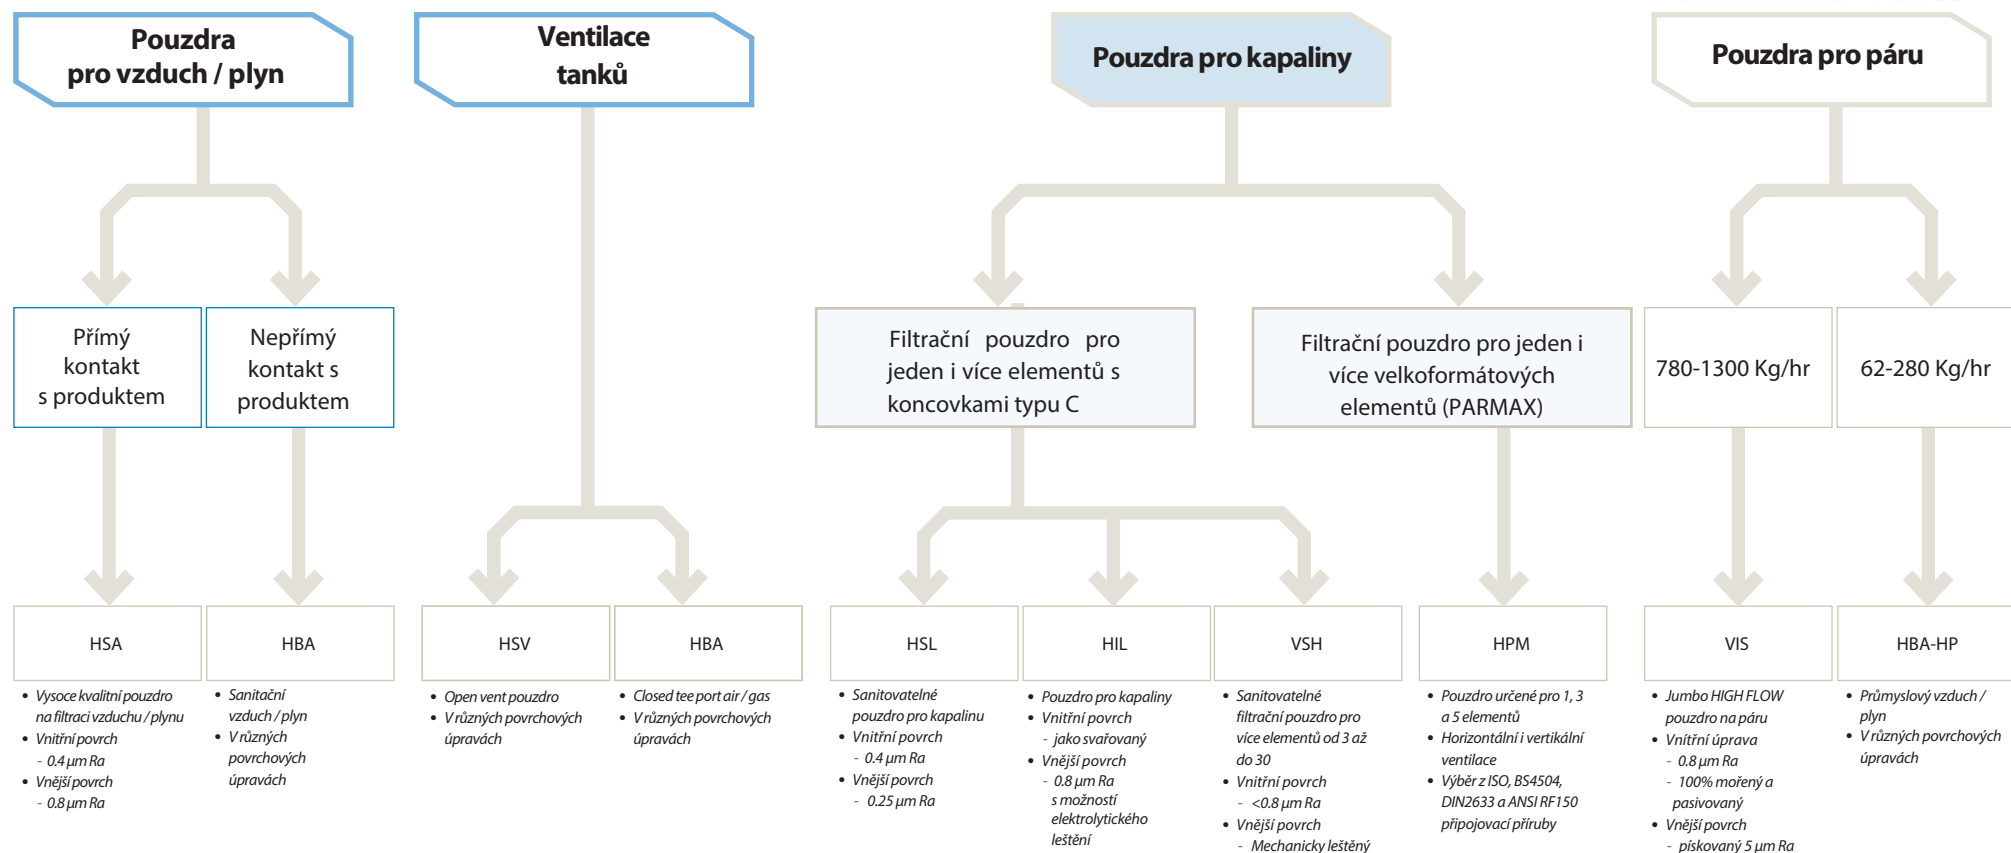 Pouzdra
pro vzduch / plyn
Ventilace
tanků
Pouzdra pro kapaliny
Pouzdra pro páru
Přímý
kontakt
s produktem
Nepřímý
kontakt s
produktem
Filtrační pouzdro pro
jeden i více elementů s
koncovkami typu C
Filtrační pouzdro pro jeden i
více velkoformátových
elementů (PARMAX)
780-1300 Kg/hr
62-280 Kg/hr
HSA
• Vysoce kvalitní pouzdro
na filtraci vzduchu / plynu
• Vnitřní povrch
- 0.4 µm Ra
• Vnější povrch
- 0.8 µm Ra
HBA
• Sanitační
vzduch / plyn
• V různých
povrchových
úpravách
HSV
• Open vent pouzdro
• V různých povrchových
úpravách
HBA
• Closed tee port air / gas
• V různých povrchových
úpravách
HSL
• Sanitovatelné
pouzdro pro kapalinu
• Vnitřní povrch
- 0.4 µm Ra
• Vnější povrch
- 0.25 µm Ra
HIL
• Pouzdro pro kapaliny
• Vnitřní povrch
- jako svařovaný
• Vnější povrch
- 0.8 µm Ra
s možností
elektrolytického
leštění
VSH
• Sanitovatelné
filtrační pouzdro pro
více elementů od 3 až
do 30
• Vnitřní povrch
- <0.8 µm Ra
• Vnější povrch
- Mechanicky leštěný
HPM
• Pouzdro určené pro 1, 3
a 5 elementů
• Horizontální i vertikální
ventilace
• Výběr z ISO, BS4504,
DIN2633 a ANSI RF150
připojovací příruby
VIS
• Jumbo HIGH FLOW
pouzdro na páru
• Vnítřní úprava
- 0.8 µm Ra
- 100% mořený a
pasivovaný
• Vnější povrch
- pískovaný 5 µm Ra
HBA-HP
• Průmyslový vzduch /
plyn
• V různých povrchových
úpravách